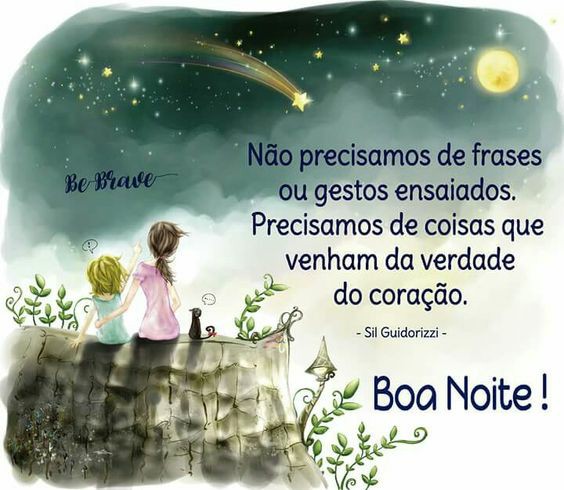 Não precisamos de frases
ou gestos ensaiados.
Precisamos de coisas que
venham da verdade
do coração.
- Sil Guidorizzi -
Be Brave
!
...
Boa Noite !